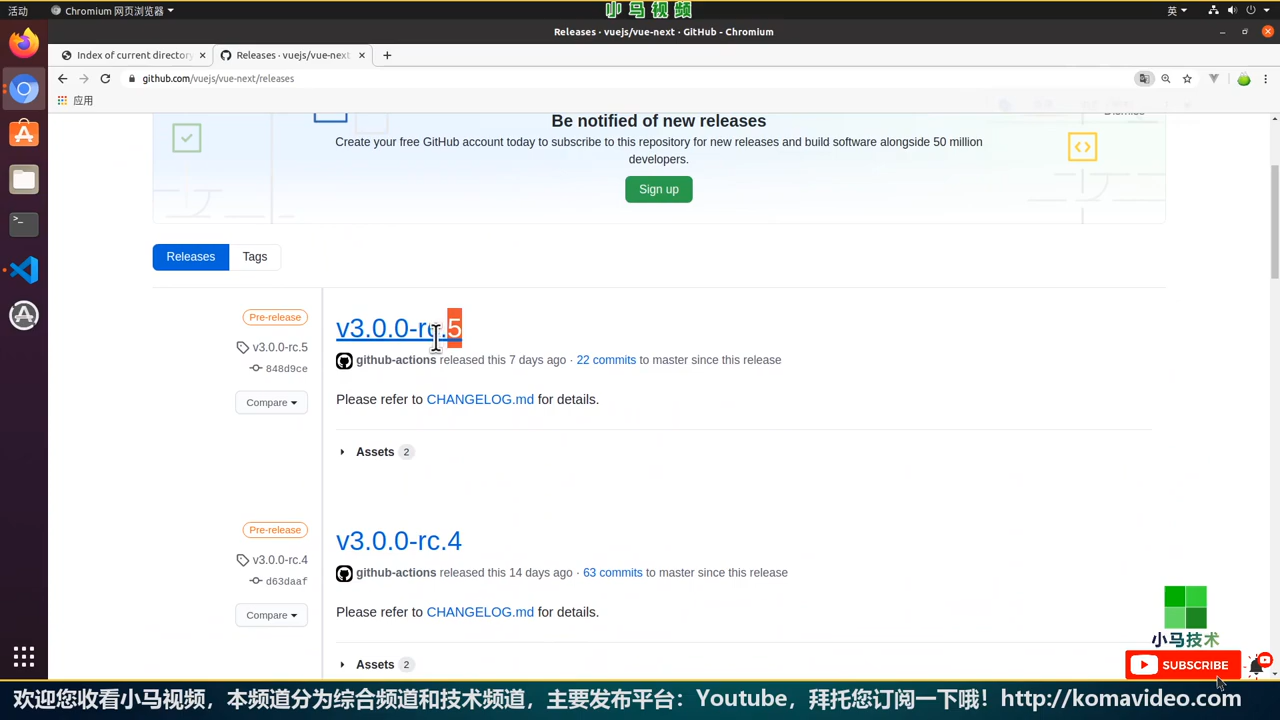 小马视频
活动
Chromium 网页浏览器
英
Releases · vuejs/vue-next · GitHub - Chromium
Index of current director
Releases · vuejs/vue-next
github.com/vuejs/vue-next/releases
应用
Be notified of new releases
Create your free GitHub account today to subscribe to this repository for new releases and build software alongside 50 million
developers.
Sign up
Releases
Tags
Pre-release
v3.0.0-rc.5
848d9ce
Compare
v3.0.0-rc.5
github-actions released this 7 days ago · 22 commits to master since this release
Please refer to CHANGELOG.md for details.
Assets 2
Pre-release
v3.0.0-rc.4
d63daaf
Compare
v3.0.0-rc.4
github-actions released this 14 days ago · 63 commits to master since this release
Please refer to CHANGELOG.md for details.
Assets 2
小马技术
SUBSCRIBE
欢迎您收看小马视频，本频道分为综合频道和技术频道，主要发布平台：Youtube，拜托您订阅一下哦！http://komavideo.com